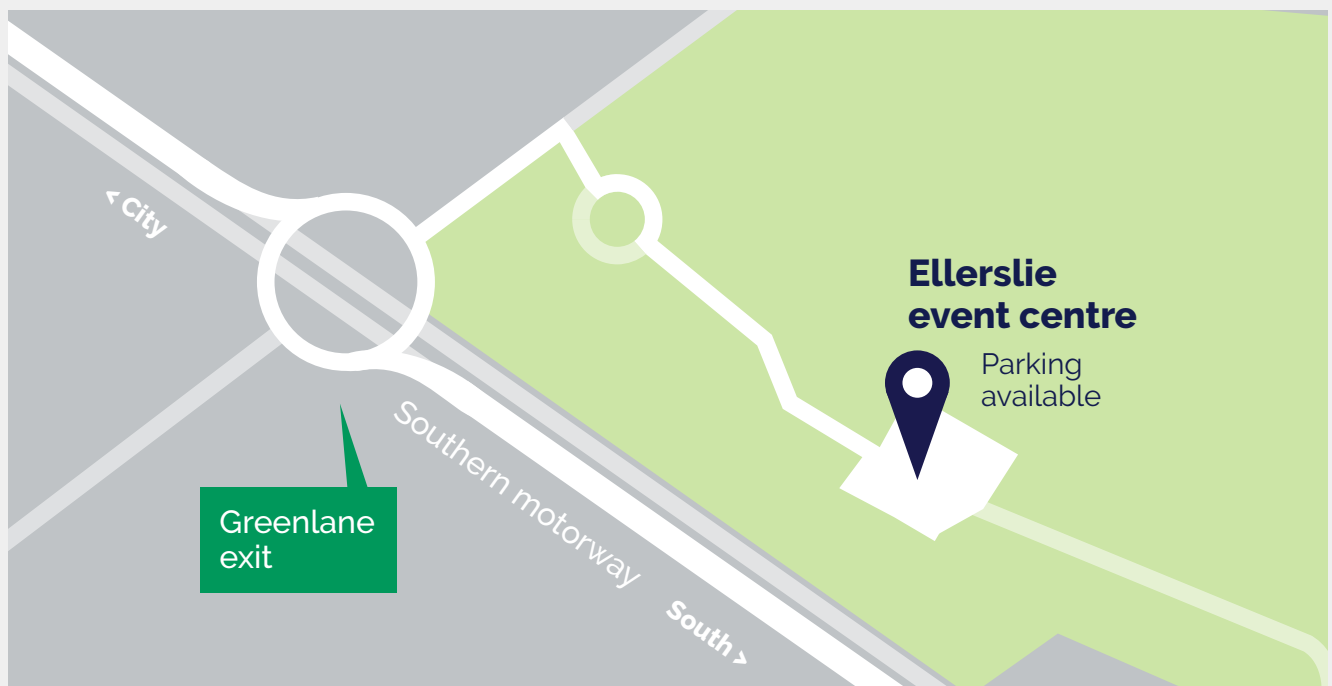 < City
Ellerslie
event centre
Parking
available
Southern motorway
Greenlane
exit
South >